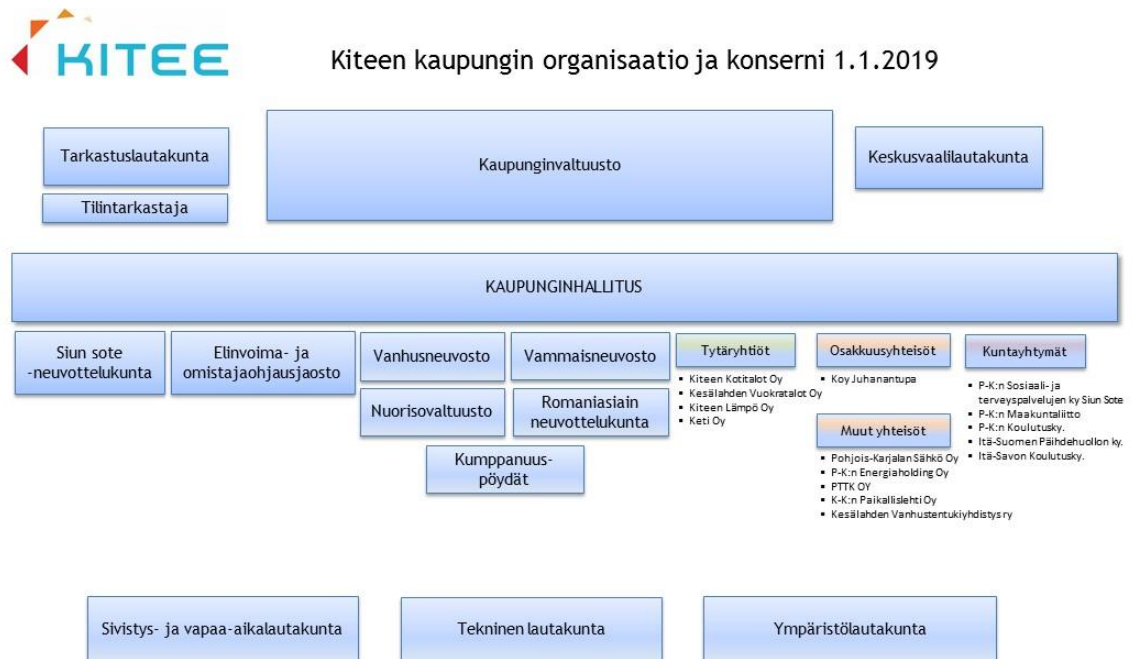 KITEE
Kiteen kaupungin organisaatio ja konserni 1.1.2019
Tarkastuslautakunta
Tilintarkastaja
Kaupunginvaltuusto
Keskusvaalilautakunta
KAUPUNGINHALLITUS
Siun sote
-neuvottelukunta
Elinvoima- ja
omistajaohjausjaosto
Vanhusneuvosto
Vammaisneuvosto
Nuorisovaltuusto
Romaniasiain
neuvottelukunta
Kumppanuus-
pöydät
Tytäryhtiöt
▪ Kiteen Kotitalot Oy
▪ Kesälahden Vuokratalot Oy
▪ Kiteen Lämpö Oy
▪ Keti Oy
Osakkuusyhteisöt
▪ Koy Juhanantupa
Muut yhteisöt
▪ Pohjois-Karjalan Sähkö Oy
▪ P-K:n Energiaholding Oy
▪ PTTK OY
▪ K-K:n Paikallislehti Oy
▪ Kesälahden Vanhustentukiyhdistys ry
Kuntayhtymät
▪ P-K:n Sosiaali- ja
terveyspalvelujen ky Siun Sote
▪ P-K:n Maakuntaliitto
▪ P-K:n Koulutusky.
▪ Itä-Suomen Päihdehuollon ky.
▪ Itä-Savon Koulutusky.
Sivistys- ja vapaa-aikalautakunta
Tekninen lautakunta
Ympäristölautakunta